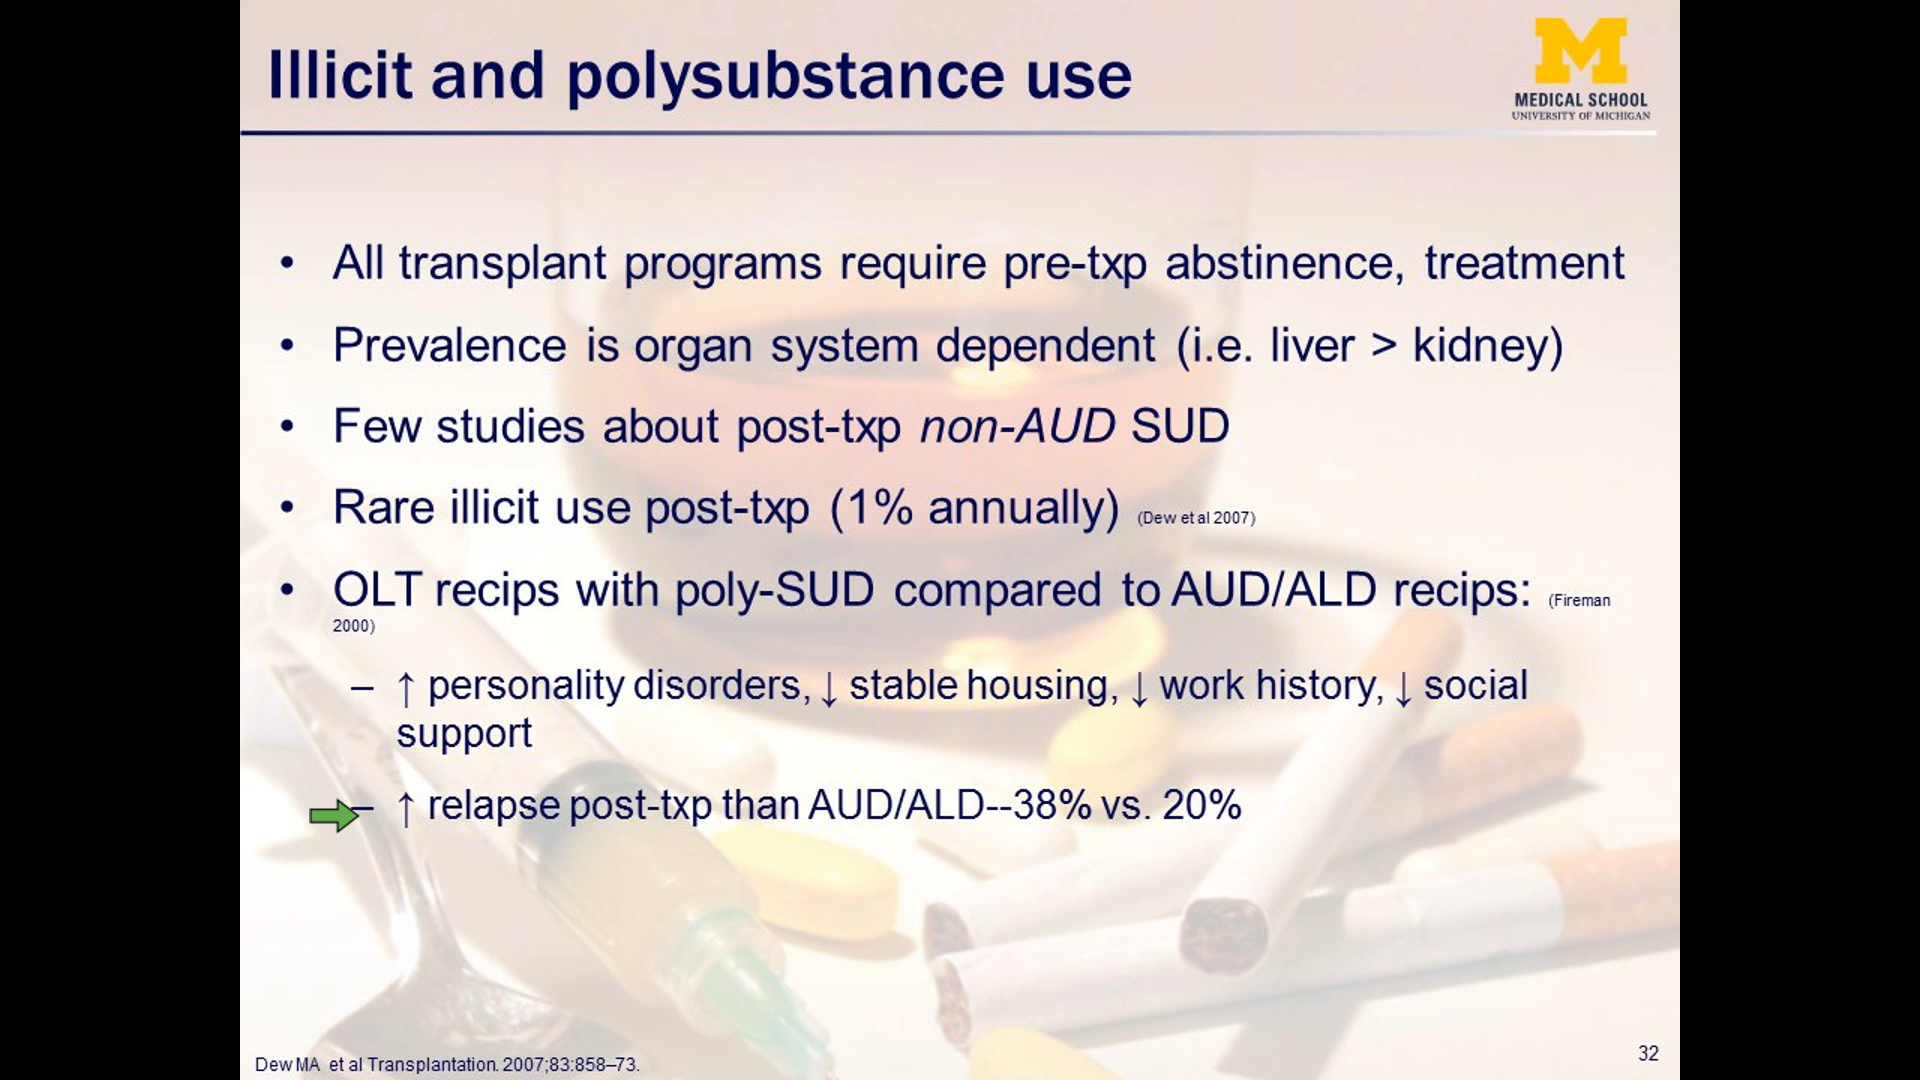 Illicit and polysubstance use
M
MEDICAL SCHOOL
UNIVERSITY OF MICHIGAN
• All transplant programs require pre-txp abstinence, treatment
• Prevalence is organ system dependent (i.e. liver > kidney)
• Few studies about post-txp non-AUD SUD
• Rare illicit use post-txp (1% annually) (Dew et al 2007)
• OLT recips with poly-SUD compared to AUD/ALD recips: (Fireman
2000)
– ↑ personality disorders, ↓ stable housing, ↓ work history, ↓ social
support
– ↑ relapse post-txp than AUD/ALD--38% vs. 20%
32
Dew MA et al Transplantation. 2007;83:858–73.